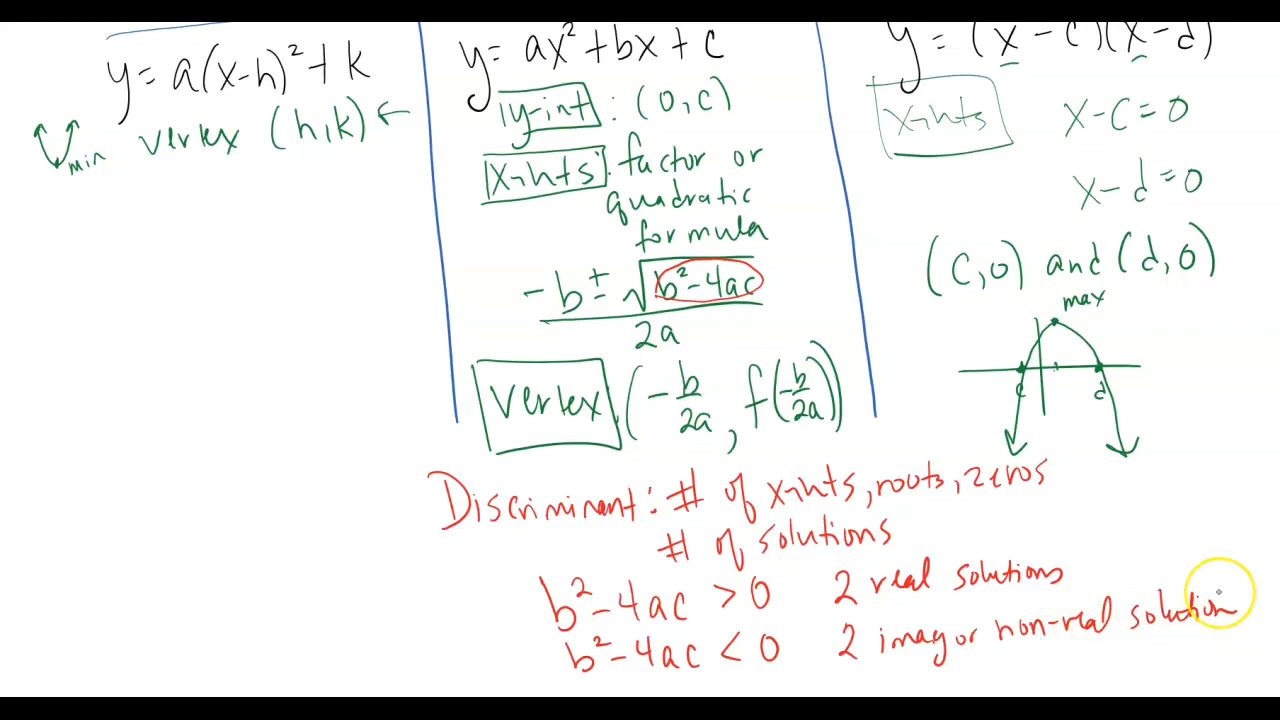 y = a(x-h)² + k
vertex (h,k) ←
min
y = ax² + bx + c
y-int : (0,c)
x-ints : factor or
quadratic
formula
-b ± √(b²-4ac)
2a
vertex (-b/2a, f(-b/2a))
y = (x-c)(x-d)
x-ints
x-c=0
x-d=0
(c,0) and (d,0)
max
c d
Discriminant: # of x-ints, roots, zeros
# of solutions
b²-4ac > 0 2 real solutions
b²-4ac < 0 2 imag or non-real solution